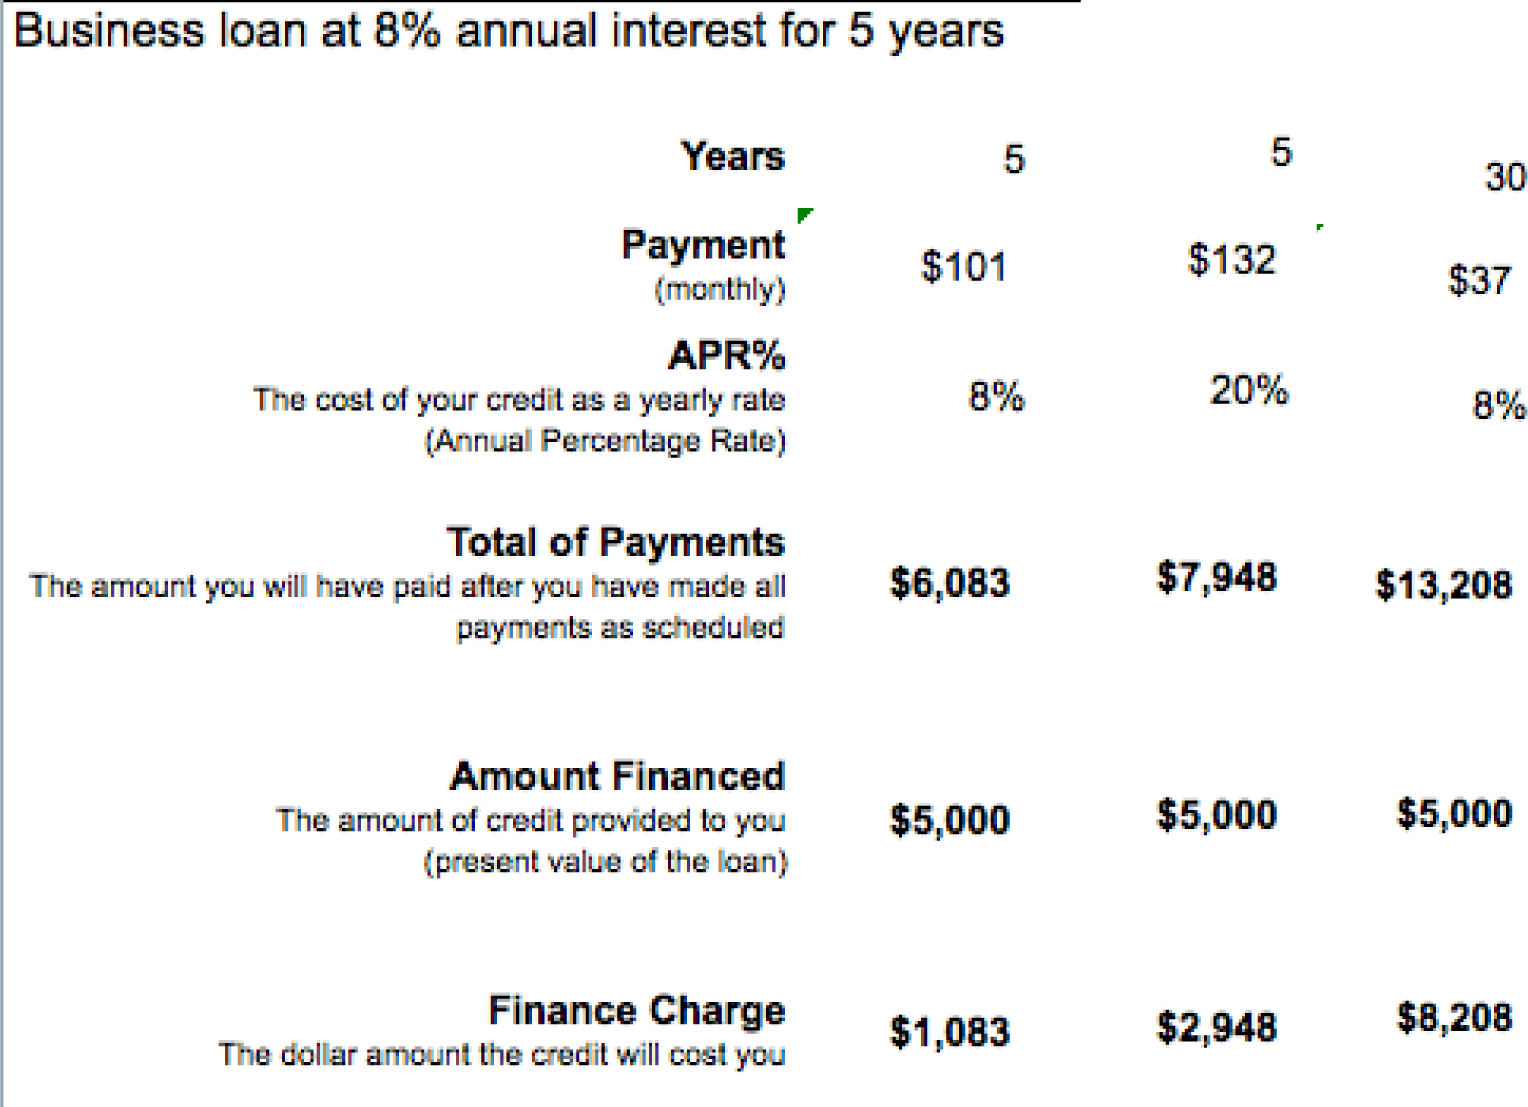 Business loan at 8% annual interest for 5 years
Years 5 5 30
Payment
(monthly) $101 $132 $37
APR%
The cost of your credit as a yearly rate 8% 20% 8%
(Annual Percentage Rate)
Total of Payments
The amount you will have paid after you have made all $6,083 $7,948 $13,208
payments as scheduled
Amount Financed
The amount of credit provided to you $5,000 $5,000 $5,000
(present value of the loan)
Finance Charge $1,083 $2,948 $8,208
The dollar amount the credit will cost you